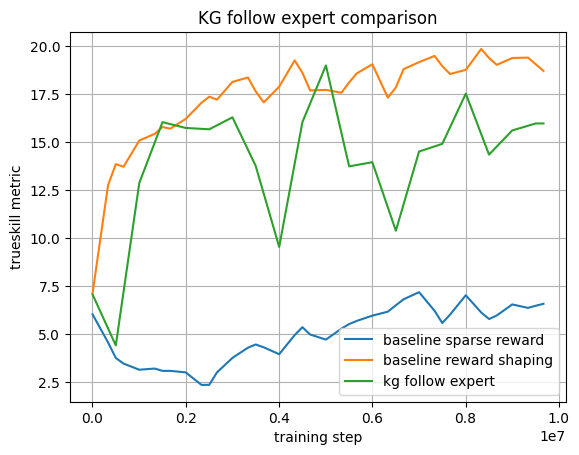 KG follow expert comparison
20.0
17.5
15.0
12.5
10.0
7.5
5.0
2.5
trueskill metric
baseline sparse reward
baseline reward shaping
kg follow expert
0.0 0.2 0.4 0.6 0.8 1.0
1e7
training step